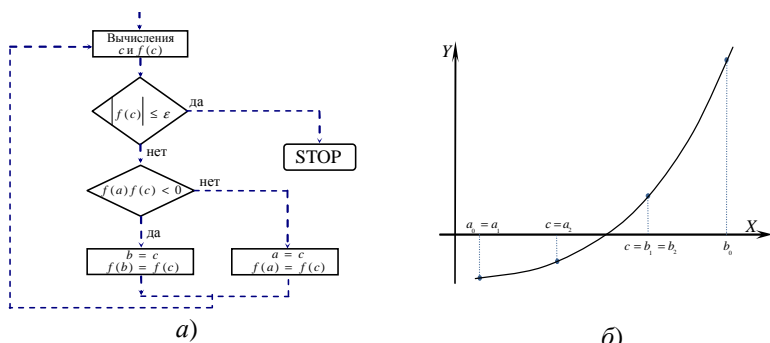 Вычисления
c и f(c)
|f(c)| ≤ ε
да
STOP
нет
f(a)f(c) < 0
нет
да
b = c
f(b) = f(c)
a = c
f(a) = f(c)
а)
Y
a₀ = a₁
c = a₂
X
c = b₁ = b₂
b₀
б)